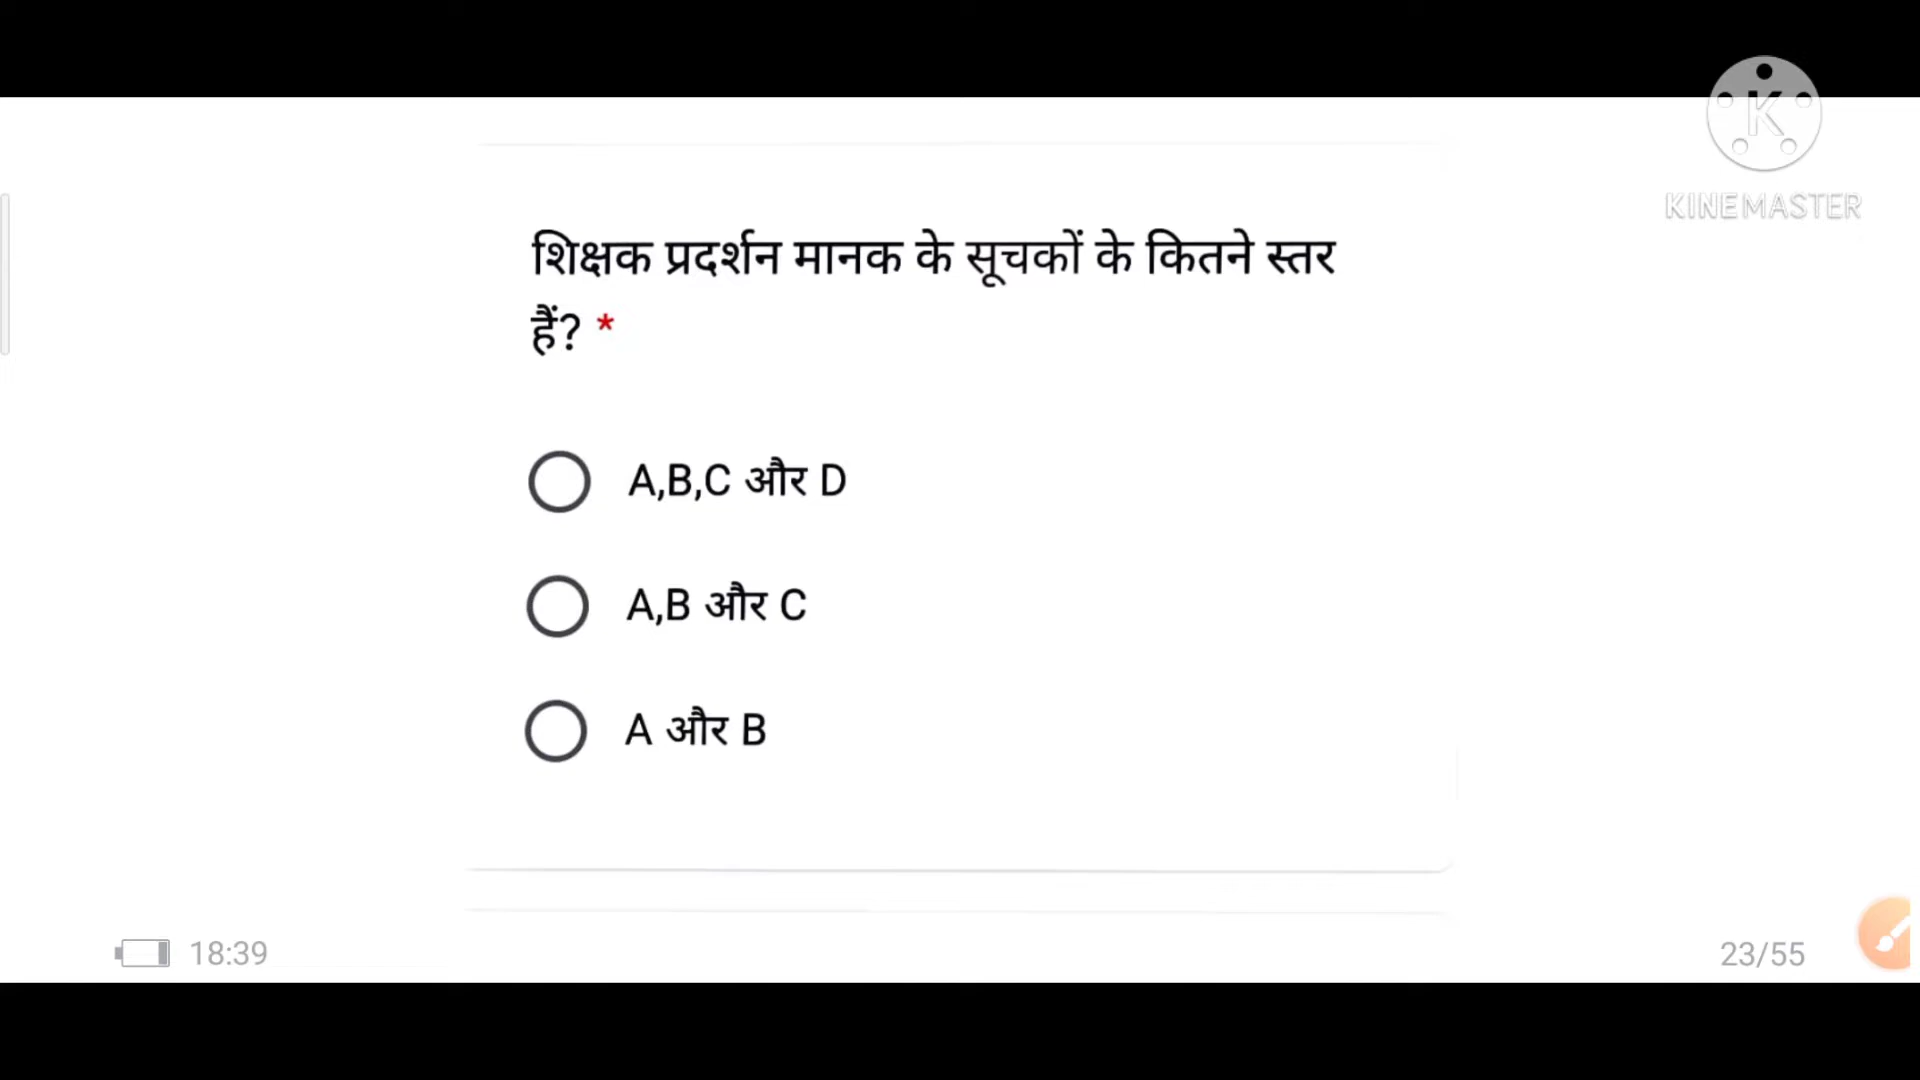 K
KINEMASTER
शिक्षक प्रदर्शन मानक के सूचकों के कितने स्तर
हैं? *
A,B,C और D
A,B और C
A और B
18:39
23/55